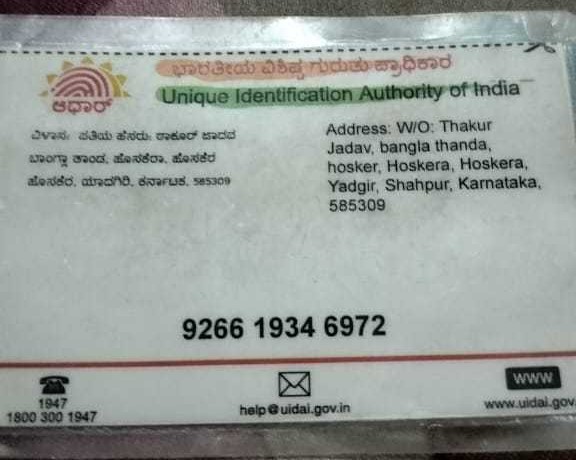 ಭಾರತೀಯ ವಿಶಿಷ್ಟ ಗುರುತು ಪ್ರಾಧಿಕಾರ
Unique Identification Authority of India
ಆಧಾರ್
ವಿಳಾಸ: ಪತಿಯ ಹೆಸರು: ಠಾಕೂರ್ ಜಾದವ
ಬಾಂಗ್ಲಾ ತಾಂಡ, ಹೊಸಕೆರಾ, ಹೊಸಕೆರ
ಹೊಸಕೆರ, ಯಾದಗಿರಿ, ಕರ್ನಾಟಕ, 585309
Address: W/O: Thakur
Jadav, bangla thanda,
hosker, Hoskera, Hoskera,
Yadgir, Shahpur, Karnataka,
585309
9266 1934 6972
1947
1800 300 1947
help@uidai.gov.in
www
www.uidai.gov.